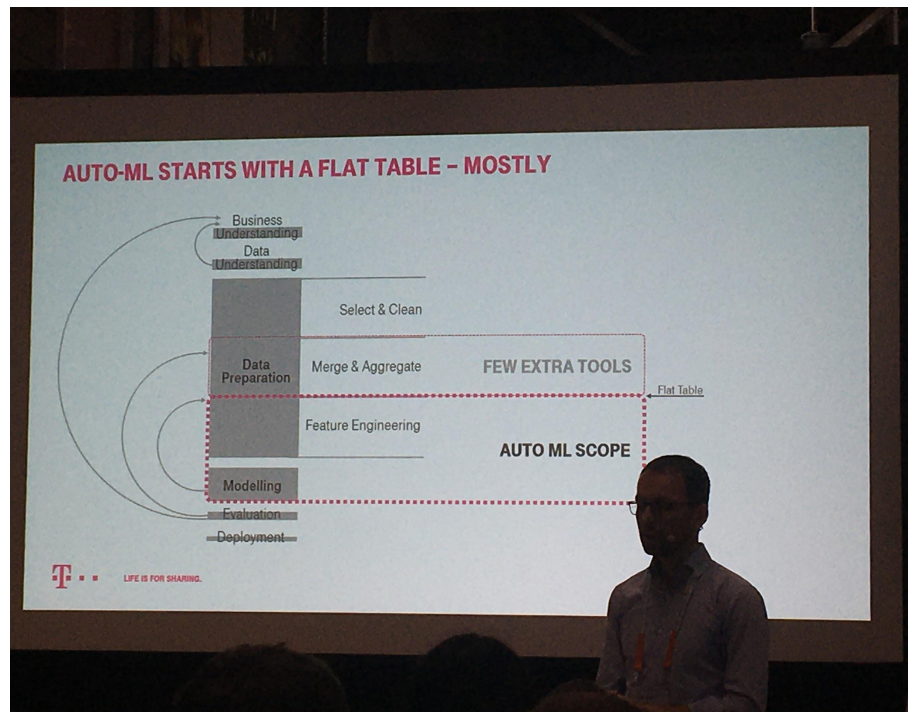 AUTO-ML STARTS WITH A FLAT TABLE – MOSTLY
Business
Understanding
Data
Understanding
Select & Clean
Data
Preparation
Merge & Aggregate
FEW EXTRA TOOLS
Flat Table
Feature Engineering
AUTO ML SCOPE
Modelling
Evaluation
Deployment
T
LIFE IS FOR SHARING.